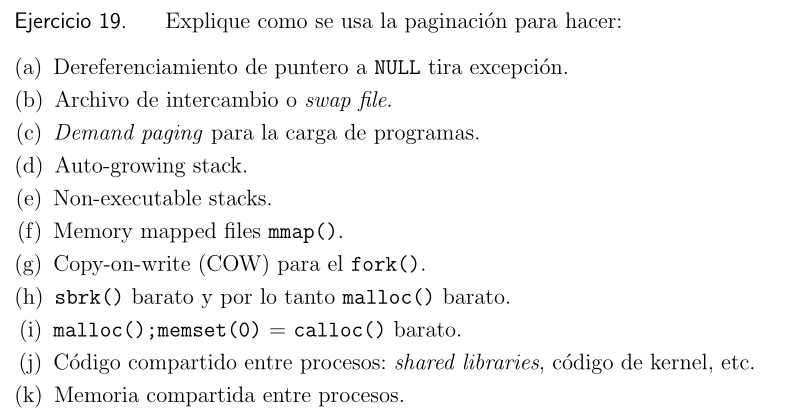 Ejercicio 19. Explique como se usa la paginación para hacer:
(a) Dereferenciamiento de puntero a NULL tira excepción.
(b) Archivo de intercambio o swap file.
(c) Demand paging para la carga de programas.
(d) Auto-growing stack.
(e) Non-executable stacks.
(f) Memory mapped files mmap().
(g) Copy-on-write (COW) para el fork().
(h) sbrk() barato y por lo tanto malloc() barato.
(i) malloc();memset(0) = calloc() barato.
(j) Código compartido entre procesos: shared libraries, código de kernel, etc.
(k) Memoria compartida entre procesos.